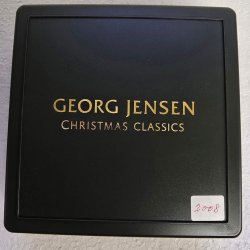 GEORG JENSEN
CHRISTMAS CLASSICS
2008